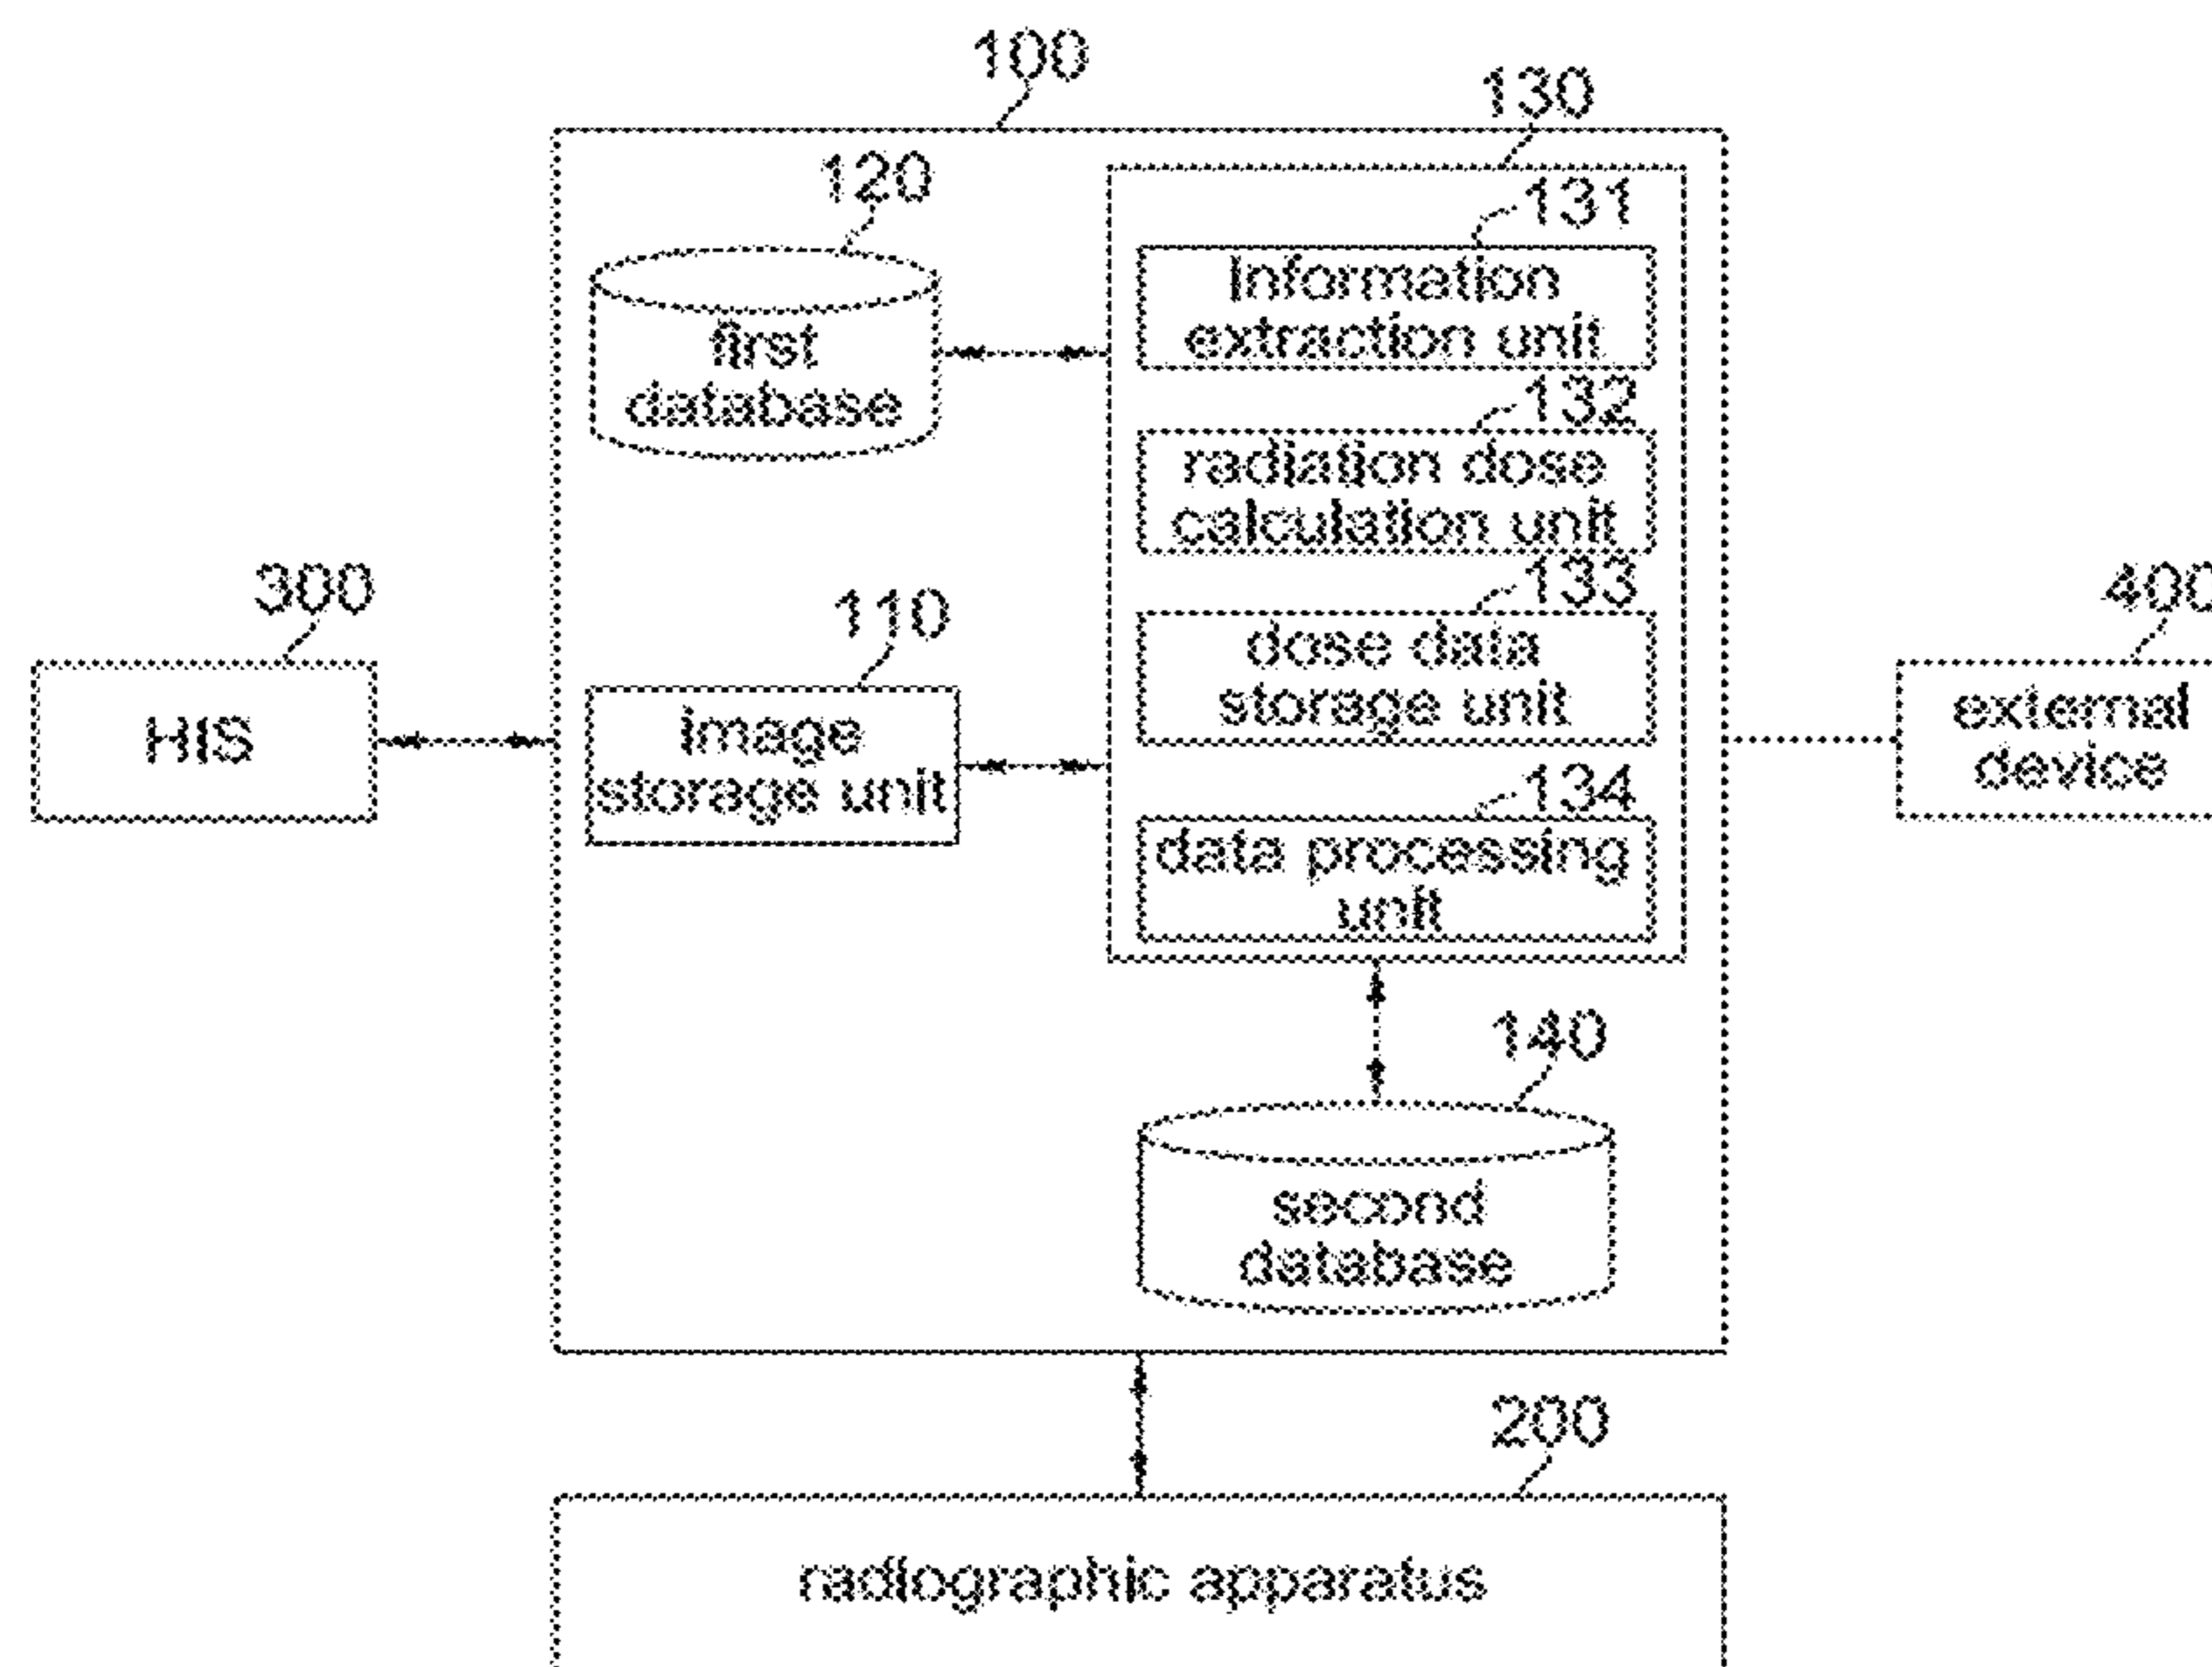 100
130
120
131
Information
extraction unit
first
database
132
radiation dose
calculation unit
300
110
133
400
HIS
image
storage unit
dose data
storage unit
external
device
134
data processing
unit
140
second
database
200
radiographic apparatus